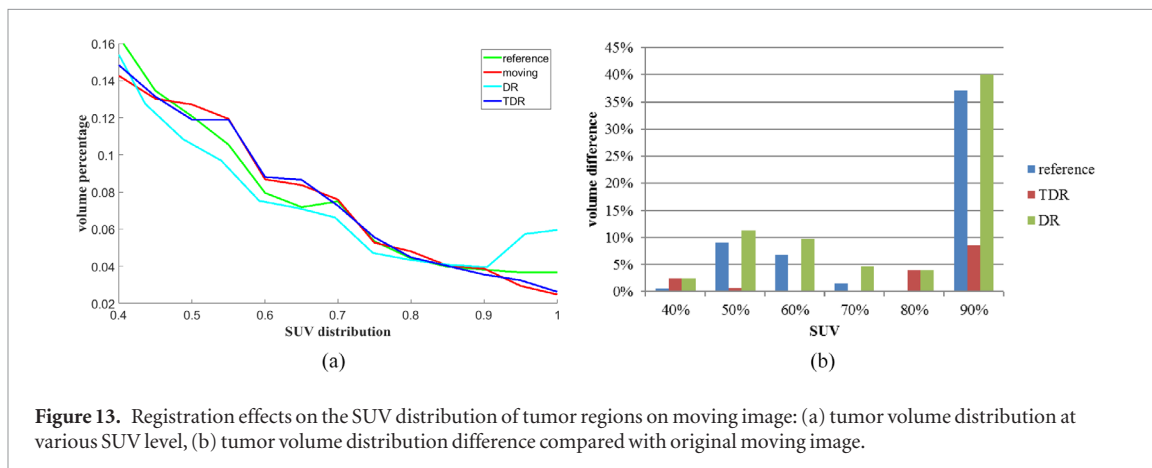 0.16
0.14
0.12
0.1
0.08
0.06
0.04
0.02
volume percentage
0.4 0.5 0.6 0.7 0.8 0.9 1
SUV distribution
reference
moving
DR
TDR
(a)
45%
40%
35%
30%
25%
20%
15%
10%
5%
0%
volume difference
40% 50% 60% 70% 80% 90%
SUV
reference
TDR
DR
(b)
Figure 13. Registration effects on the SUV distribution of tumor regions on moving image: (a) tumor volume distribution at
various SUV level, (b) tumor volume distribution difference compared with original moving image.